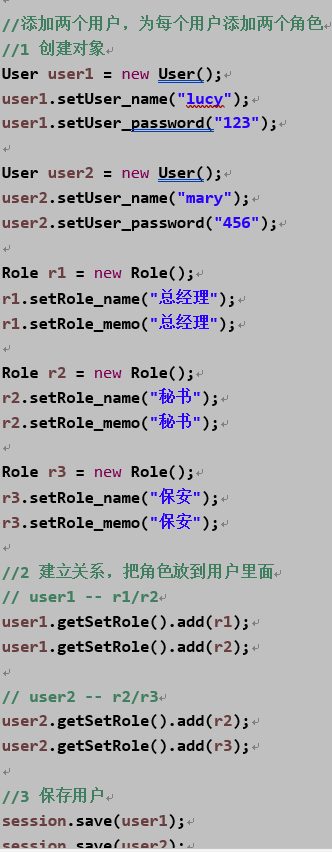 //添加两个用户，为每个用户添加两个角色
//1 创建对象
User user1 = new User();
user1.setUser_name("lucy");
user1.setUser_password("123");
User user2 = new User();
user2.setUser_name("mary");
user2.setUser_password("456");
Role r1 = new Role();
r1.setRole_name("总经理");
r1.setRole_memo("总经理");
Role r2 = new Role();
r2.setRole_name("秘书");
r2.setRole_memo("秘书");
Role r3 = new Role();
r3.setRole_name("保安");
r3.setRole_memo("保安");
//2 建立关系，把角色放到用户里面
// user1 -- r1/r2
user1.getSetRole().add(r1);
user1.getSetRole().add(r2);
// user2 -- r2/r3
user2.getSetRole().add(r2);
user2.getSetRole().add(r3);
//3 保存用户
session.save(user1);
session.save(user2);